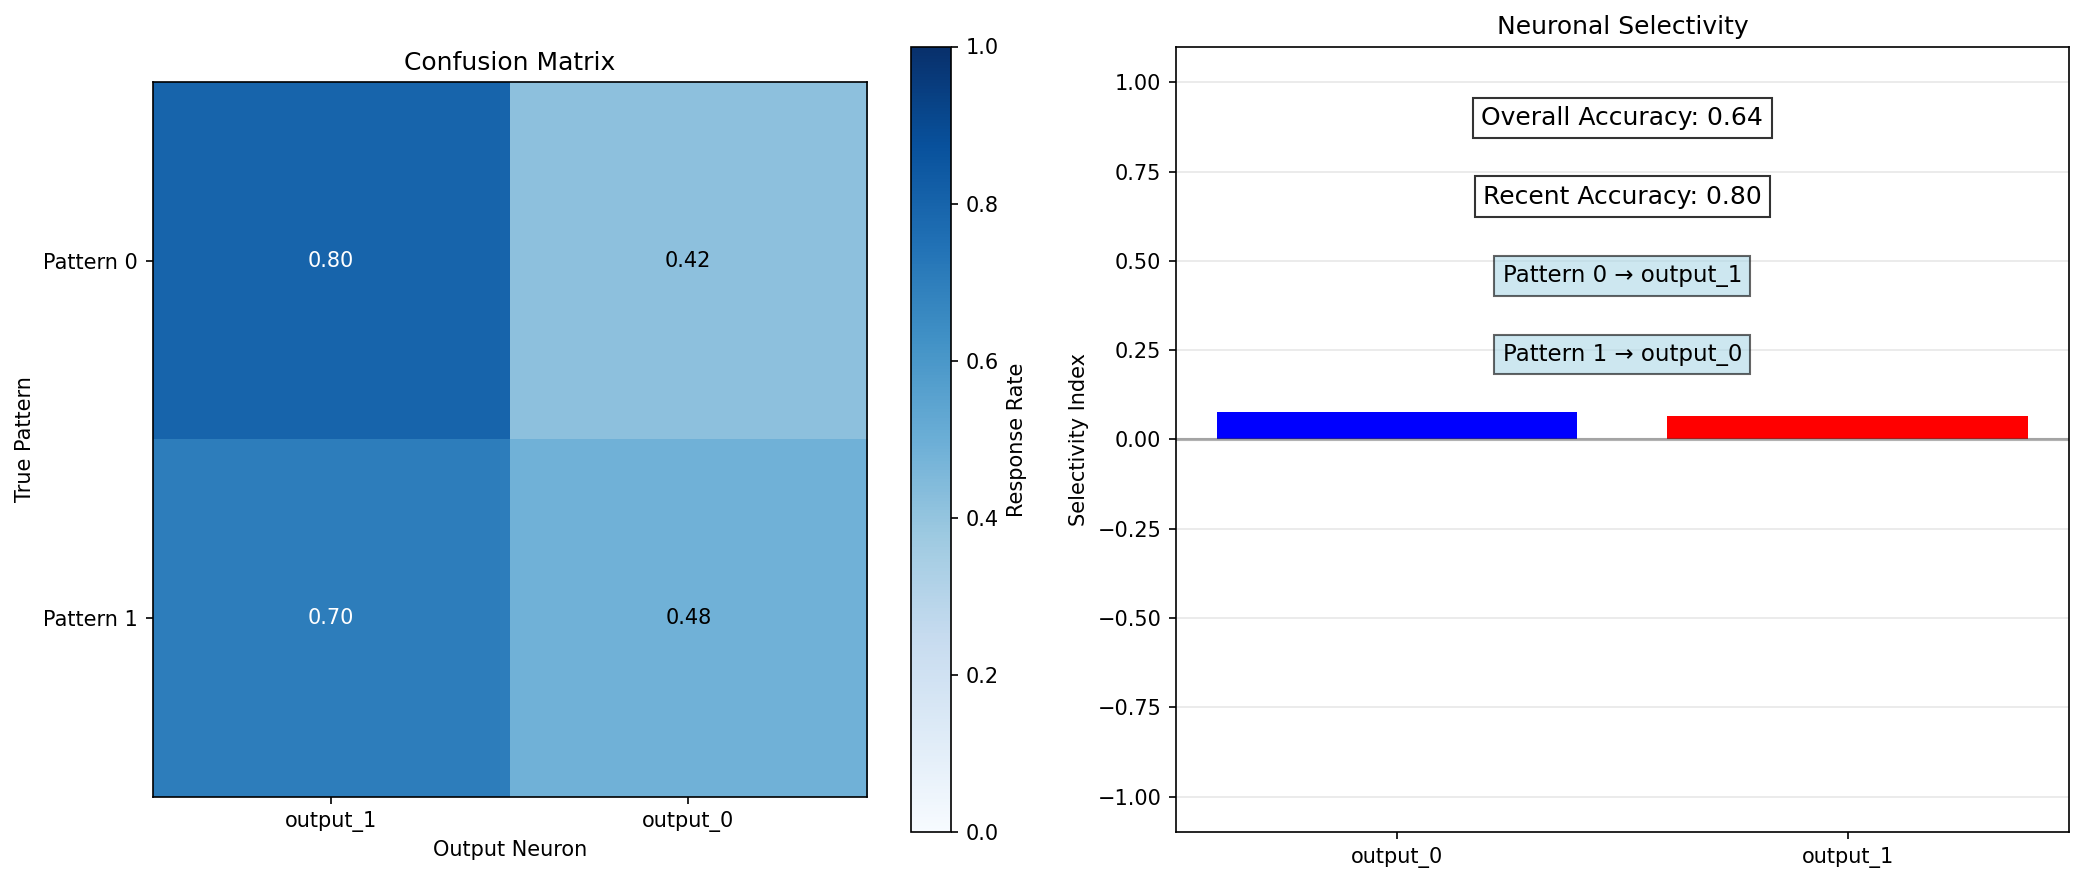 Confusion Matrix
True Pattern
Pattern 0
Pattern 1
0.80
0.42
0.70
0.48
output_1
output_0
Output Neuron
1.0
0.8
0.6
0.4
0.2
0.0
Response Rate
Neuronal Selectivity
Selectivity Index
1.00
0.75
0.50
0.25
0.00
−0.25
−0.50
−0.75
−1.00
Overall Accuracy: 0.64
Recent Accuracy: 0.80
Pattern 0 → output_1
Pattern 1 → output_0
output_0
output_1